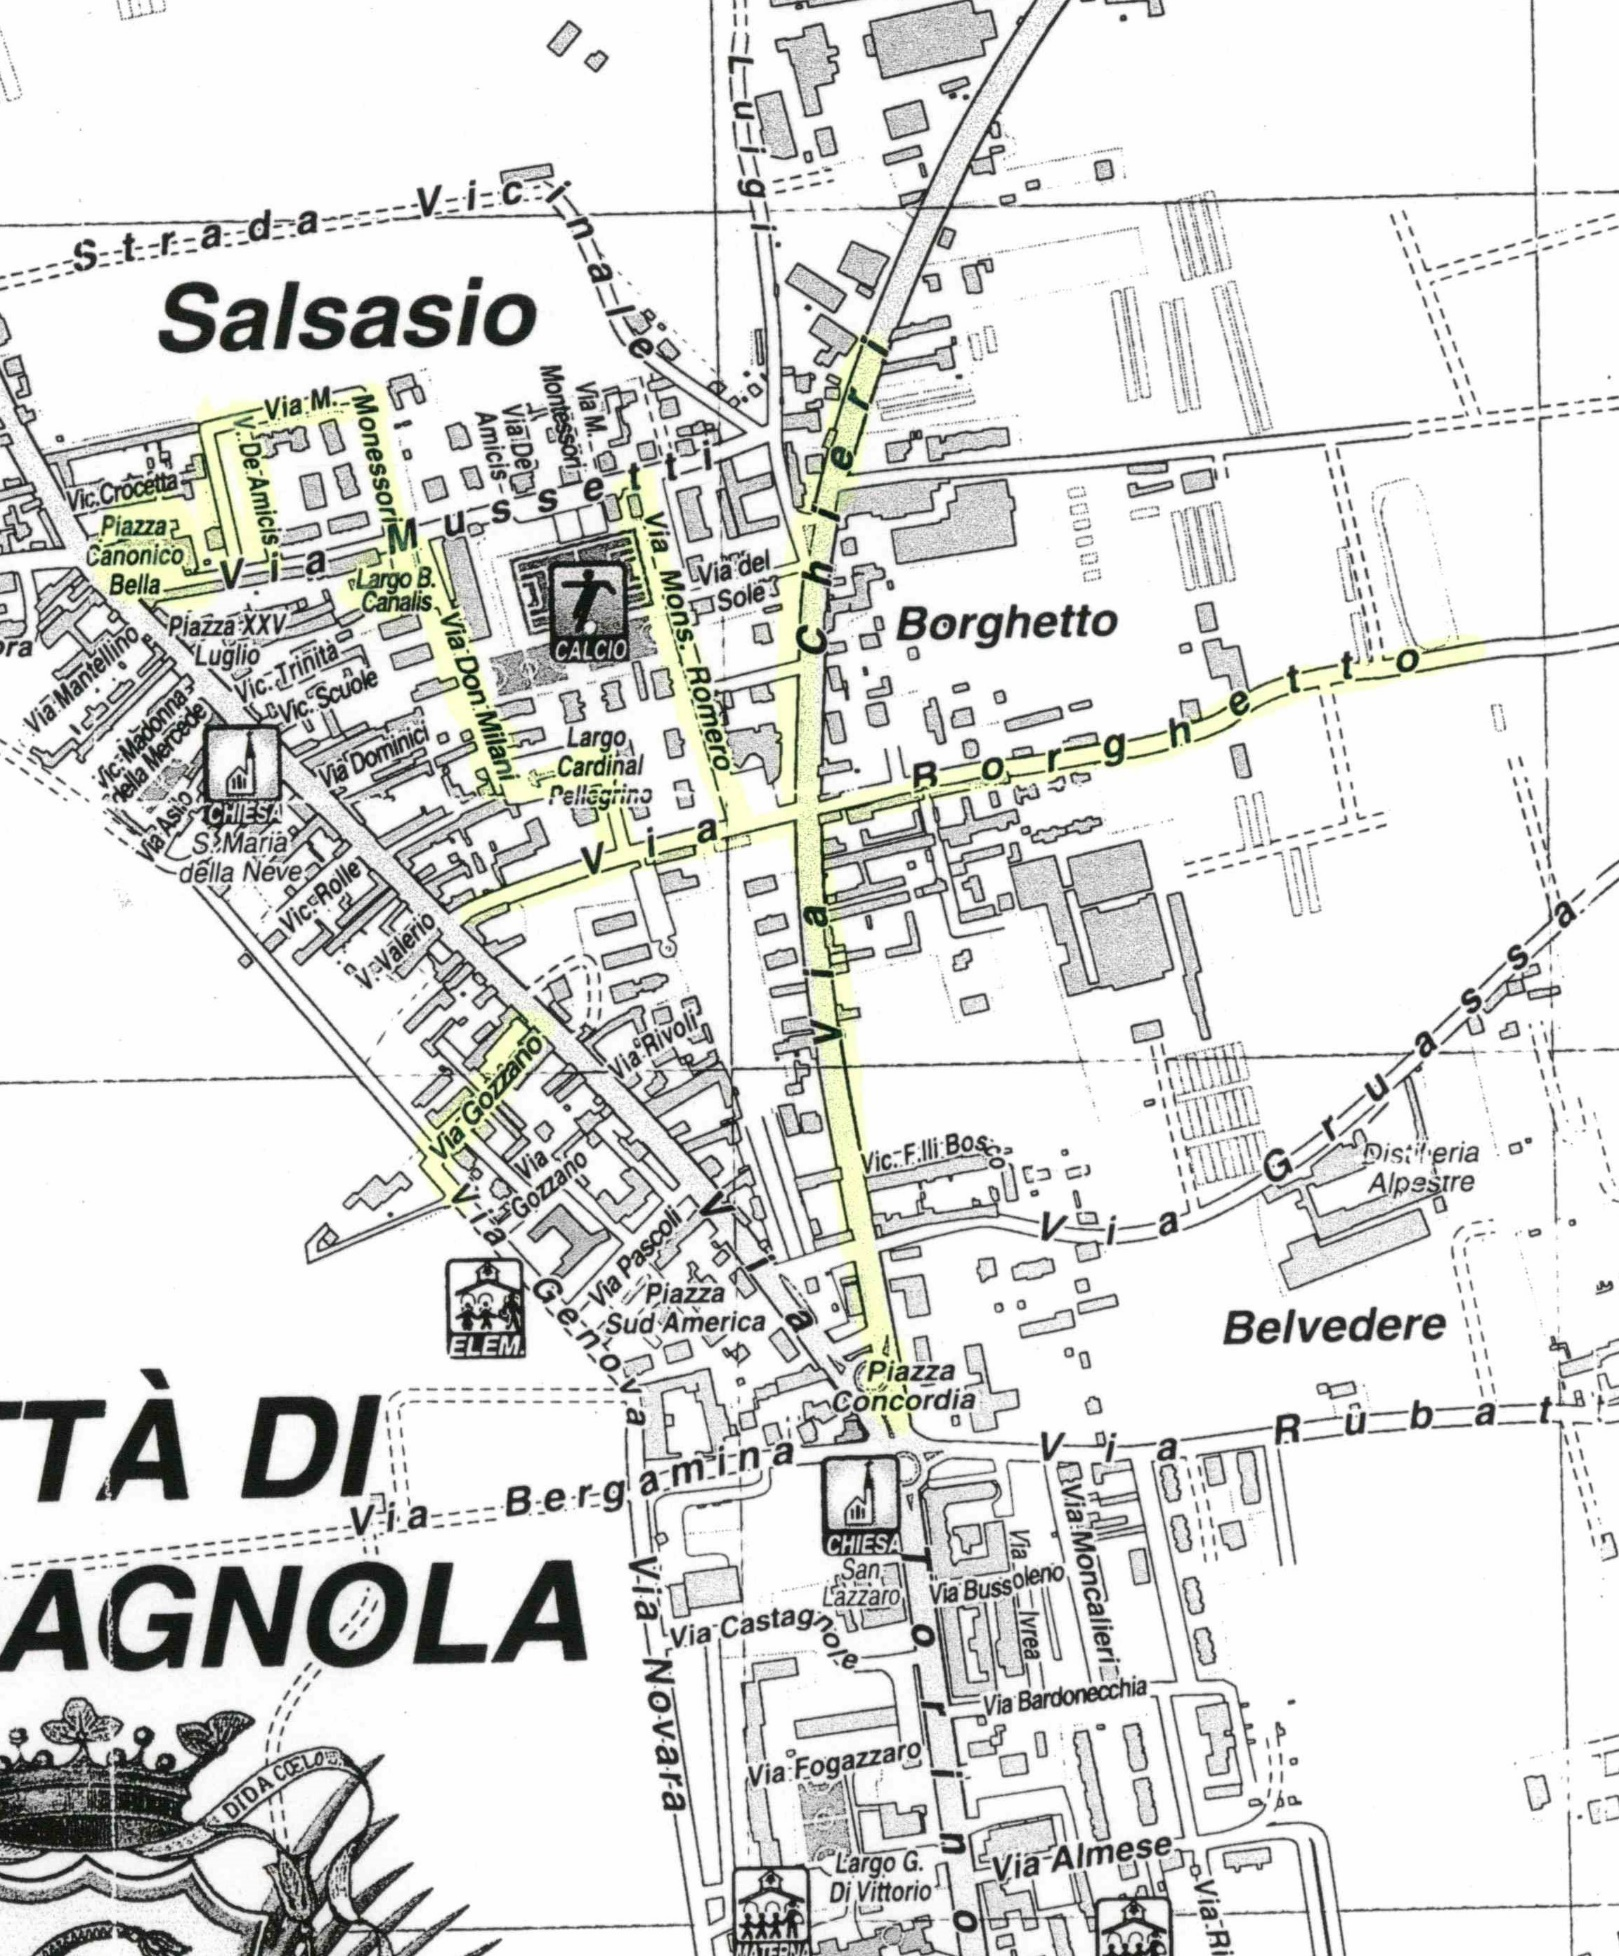 Luigi
Strada Vicinale
Salsasio
Via Chieri
Via M.
Monessori
V. De Amicis
Via De
Amicis
Via M.
Montessori
Vic. Crocetta
Piazza
Canonico
Bella
Via Mussetti
Largo B.
Canalis
Via Mons. Romero
Via del
Sole
CALCIO
Borghetto
Piazza XXV
Luglio
Via Mantellino
Vic. Trinità
Vic. Scuole
Via Don Milani
Vic. Madonna
della Mercede
Via Dominici
Largo
Cardinal
Pellegrino
Via Borghetto
Via Asio
CHIESA
S. Maria
della Neve
Vic. Rolle
V. Valerio
Via Rivoli
Via Gozzano
Via
Gozzano
Vic. F.lli Bosco
Via Gruassa
Distilleria
Alpestre
Via Pascoli
Via Genova
ELEM.
Piazza
Sud America
Belvedere
Piazza
Concordia
TTÀ DI
AGNOLA
Via Bergamina
Via Rubat
CHIESA
San
Lazzaro
Via Torino
Via Novara
Via Castagnole
Via Bussoleno
Via Ivrea
Via Moncalieri
Via Bardonecchia
Via Fogazzaro
DIDA COELO
Largo G.
Di Vittorio
Via Almese
Via Ri
MATERNA